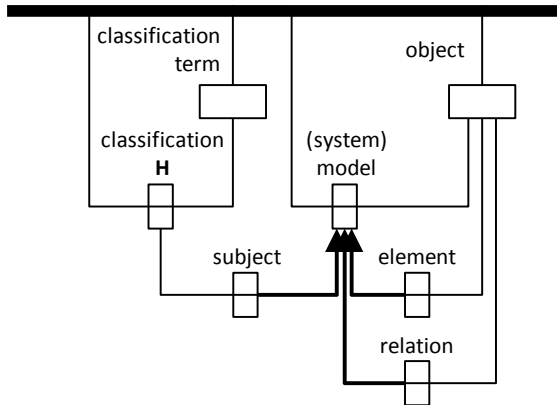 classification
term
object
classification
H
(system)
model
subject
element
relation